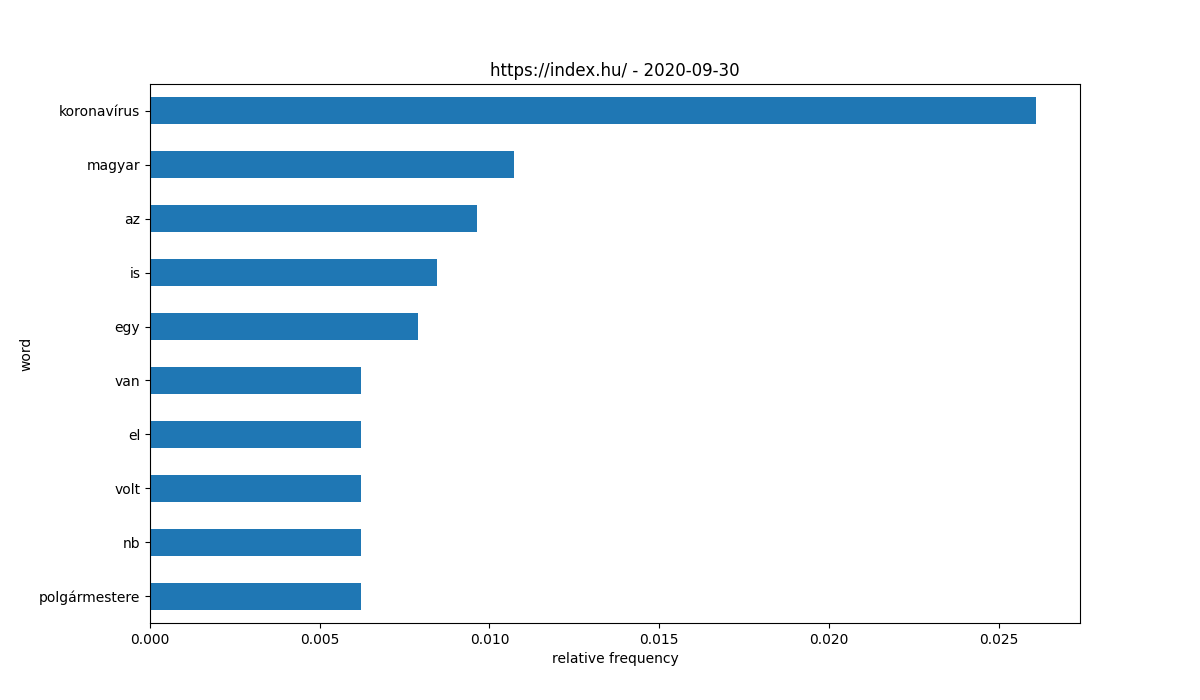 https://index.hu/ - 2020-09-30
koronavírus
magyar
az
is
egy
van
el
volt
nb
polgármestere
word
0.000 0.005 0.010 0.015 0.020 0.025
relative frequency